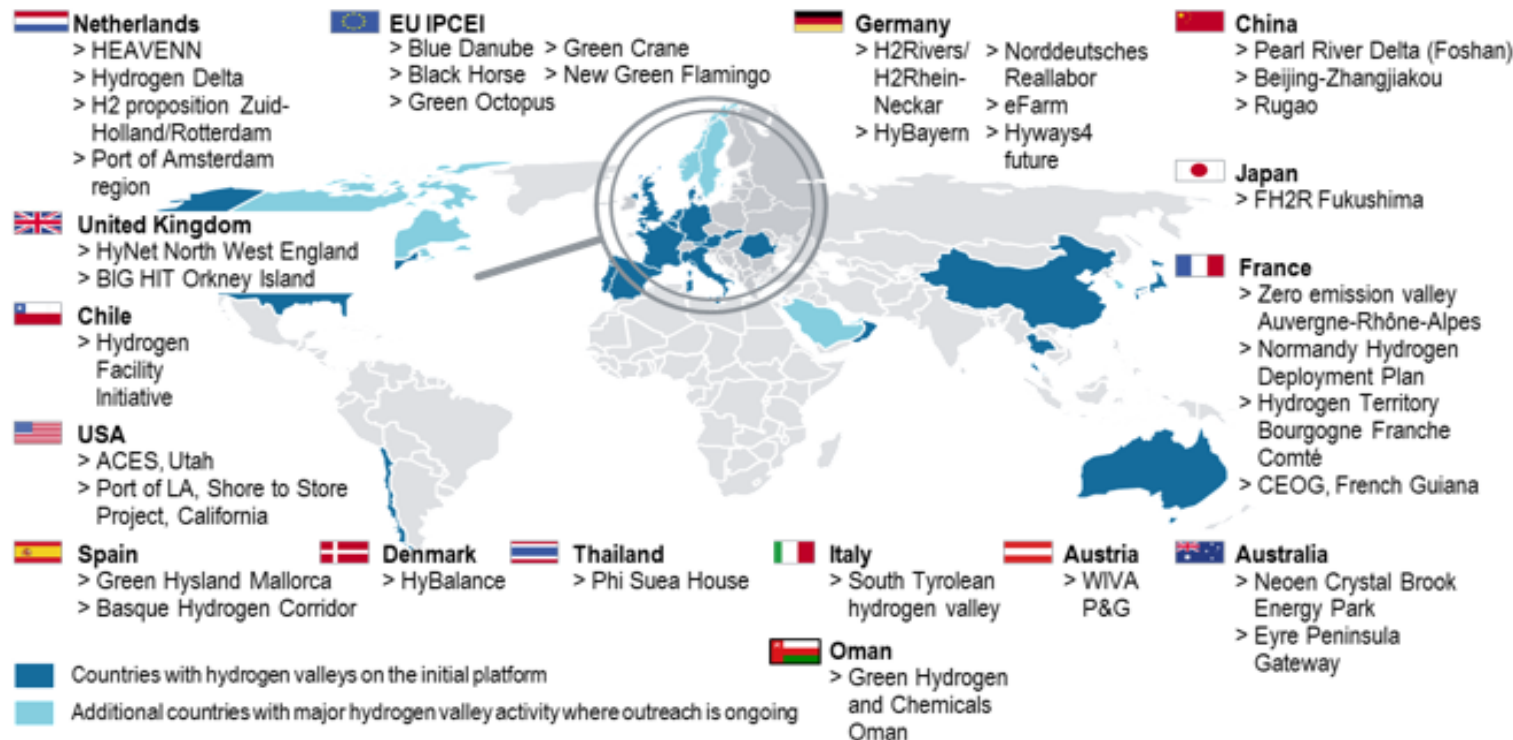 Netherlands
> HEAVENN
> Hydrogen Delta
> H2 proposition Zuid-
Holland/Rotterdam
> Port of Amsterdam
region
EU IPCEI
> Blue Danube > Green Crane
> Black Horse > New Green Flamingo
> Green Octopus
Germany
> H2Rivers/
H2Rhein-
Neckar
> HyBayern
> Norddeutsches
Reallabor
> eFarm
> Hyways4
future
China
> Pearl River Delta (Foshan)
> Beijing-Zhangjiakou
> Rugao
Japan
> FH2R Fukushima
United Kingdom
> HyNet North West England
> BIG HIT Orkney Island
Chile
> Hydrogen
Facility
Initiative
USA
> ACES, Utah
> Port of LA, Shore to Store
Project, California
France
> Zero emission valley
Auvergne-Rhône-Alpes
> Normandy Hydrogen
Deployment Plan
> Hydrogen Territory
Bourgogne Franche
Comté
> CEOG, French Guiana
Spain
> Green Hysland Mallorca
> Basque Hydrogen Corridor
Denmark
> HyBalance
Thailand
> Phi Suea House
Italy
> South Tyrolean
hydrogen valley
Austria
> WIVA
P&G
Australia
> Neoen Crystal Brook
Energy Park
> Eyre Peninsula
Gateway
Oman
> Green Hydrogen
and Chemicals
Oman
Countries with hydrogen valleys on the initial platform
Additional countries with major hydrogen valley activity where outreach is ongoing